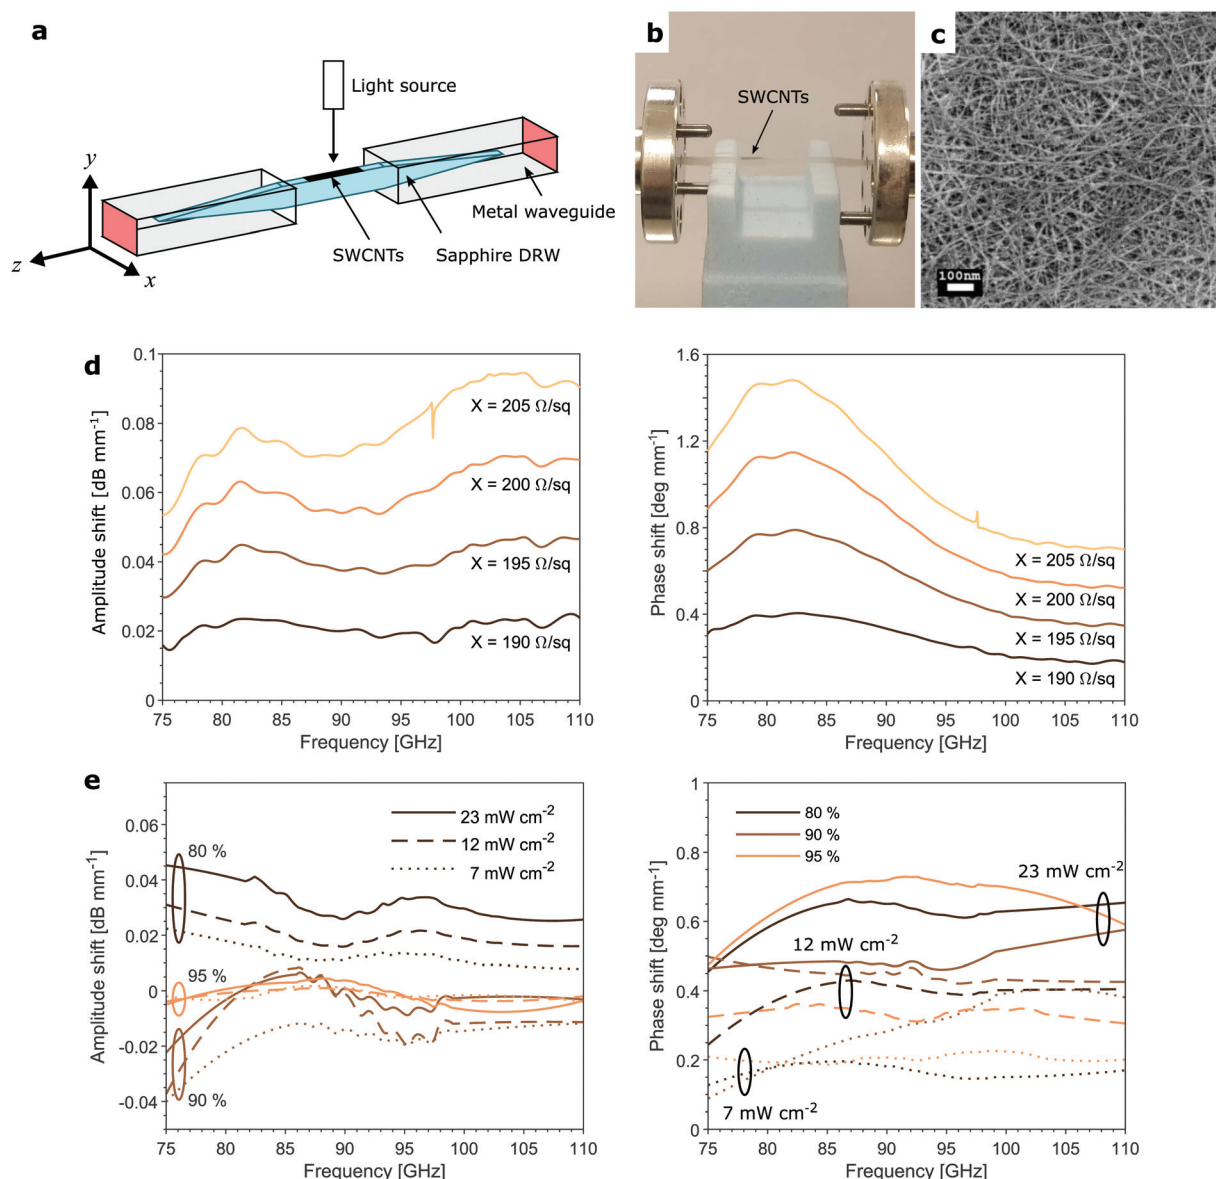 a
Light source
y
z
x
Metal waveguide
SWCNTs
Sapphire DRW
b
SWCNTs
c
100nm
d
Amplitude shift [dB mm⁻¹]
0.1
0.08
0.06
0.04
0.02
0
X = 205 Ω/sq
X = 200 Ω/sq
X = 195 Ω/sq
X = 190 Ω/sq
75 80 85 90 95 100 105 110
Frequency [GHz]
Phase shift [deg mm⁻¹]
1.6
1.2
0.8
0.4
0
X = 205 Ω/sq
X = 200 Ω/sq
X = 195 Ω/sq
X = 190 Ω/sq
75 80 85 90 95 100 105 110
Frequency [GHz]
e
Amplitude shift [dB mm⁻¹]
0.06
0.04
0.02
0
-0.02
-0.04
23 mW cm⁻²
12 mW cm⁻²
7 mW cm⁻²
80 %
95 %
90 %
75 80 85 90 95 100 105 110
Frequency [GHz]
Phase shift [deg mm-1]
1
0.8
0.6
0.4
0.2
0
80 %
90 %
95 %
23 mW cm⁻²
12 mW cm⁻²
7 mW cm⁻²
75 80 85 90 95 100 105 110
Frequency [GHz]